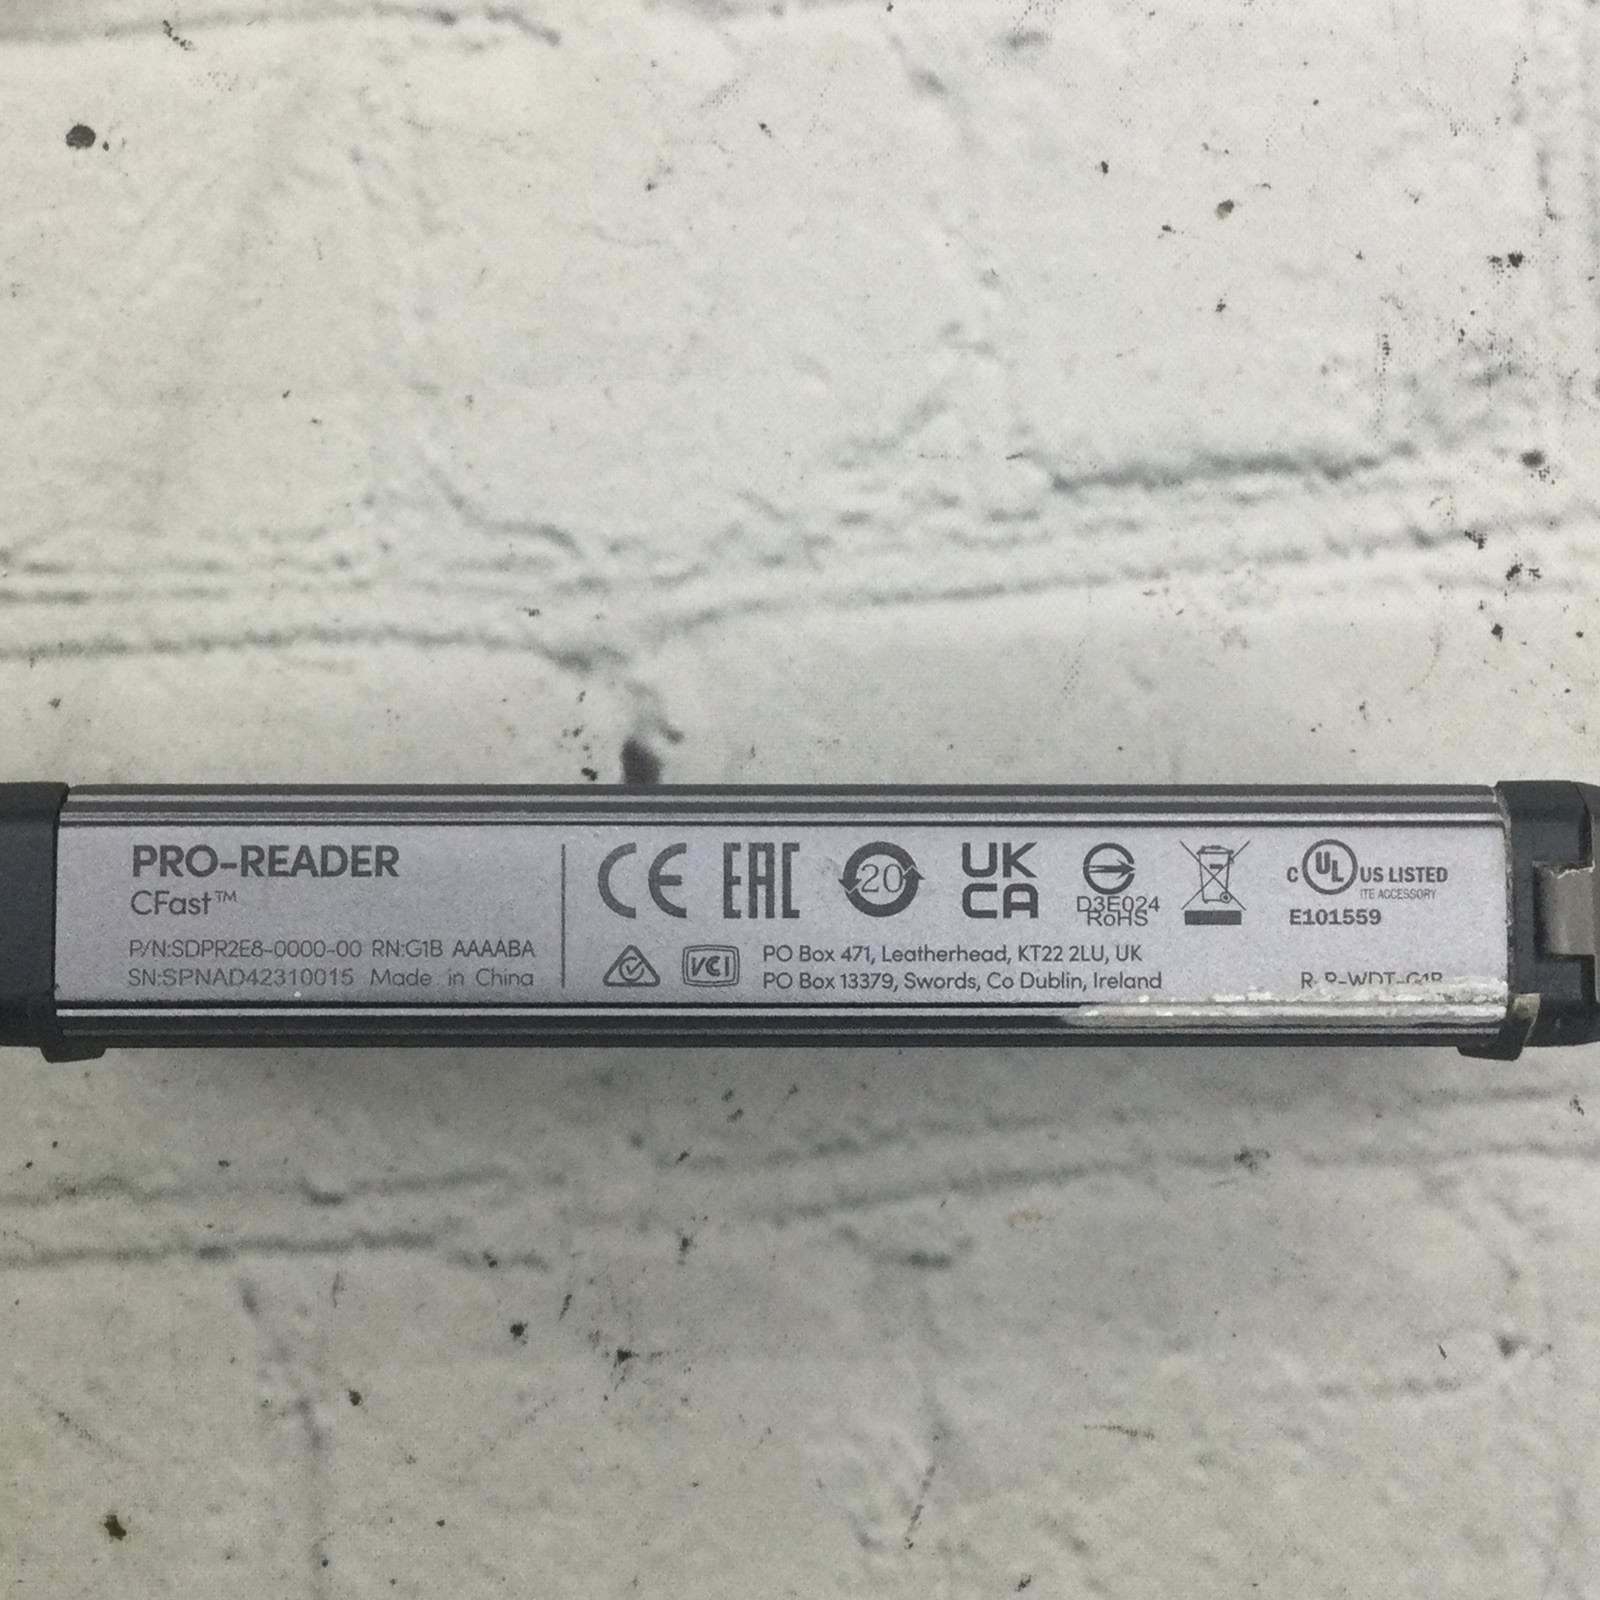 PRO-READER
CFast™
P/N:SDPR2E8-0000-00 RN:G1B AAAABA
SN:SPNAD42310015 Made in China
CE EAC 20 UK CA
D3E024
RoHS
C UL US LISTED
ITE ACCESSORY
E101559
VCI
PO Box 471, Leatherhead, KT22 2LU, UK
PO Box 13379, Swords, Co Dublin, Ireland